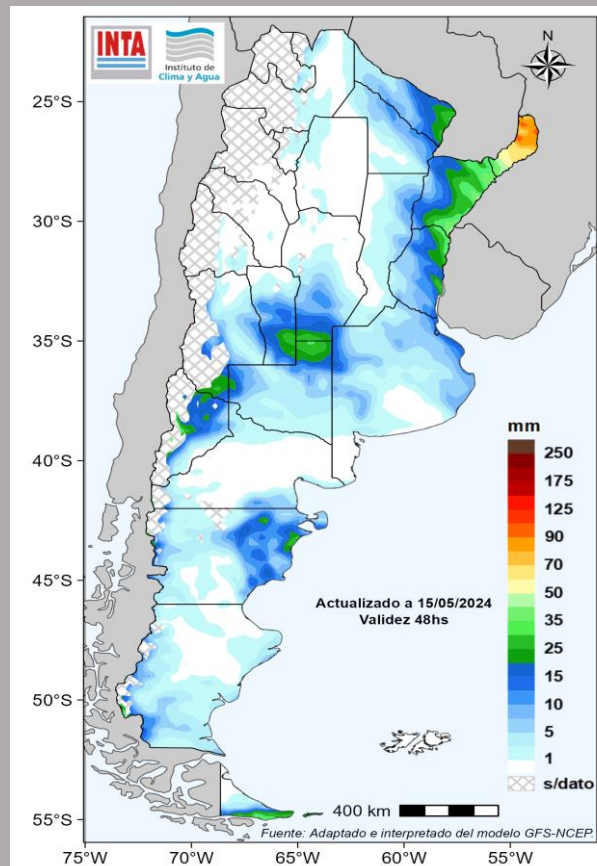 INTA
Instituto de
Clima y Agua
N
25°S
30°S
35°S
40°S
45°S
50°S
55°S
mm
250
175
125
90
70
50
35
25
15
10
5
1
s/dato
Actualizado a 15/05/2024
Validez 48hs
400 km
Fuente: Adaptado e interpretado del modelo GFS-NCEP.
75°W
70°W
65°W
60°W
55°W